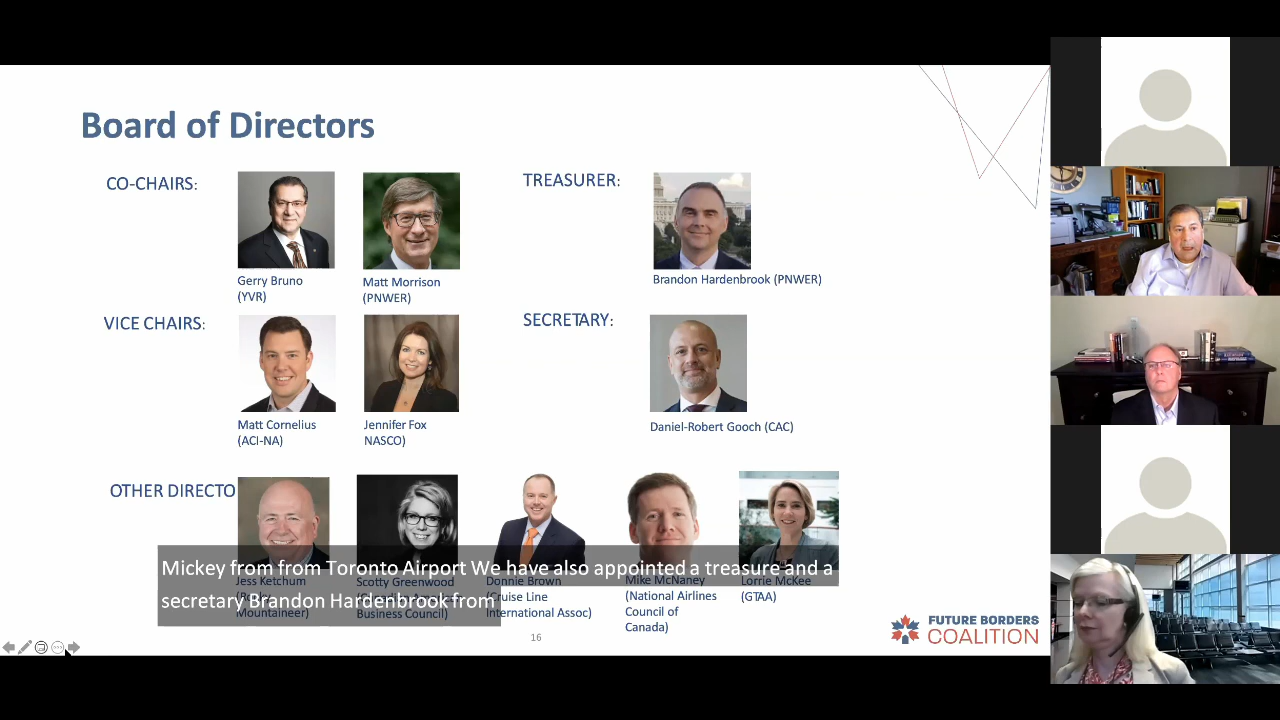 Board of Directors
CO-CHAIRS:
Gerry Bruno
(YVR)
Matt Morrison
(PNWER)
TREASURER:
Brandon Hardenbrook (PNWER)
VICE CHAIRS:
Matt Cornelius
(ACI-NA)
Jennifer Fox
NASCO)
SECRETARY:
Daniel-Robert Gooch (CAC)
OTHER DIRECTO
Mickey from from Toronto Airport We have also appointed a treasure and a
secretary Brandon Hardenbrook from
Jess Ketchum
Mountaineer)
Scotty Greenwood
Business Council)
Donnie Brown
(Cruise Line
International Assoc)
Mike McNaney
(National Airlines
Council of
Canada)
Lorrie McKee
(GTAA)
16
FUTURE BORDERS
COALITION